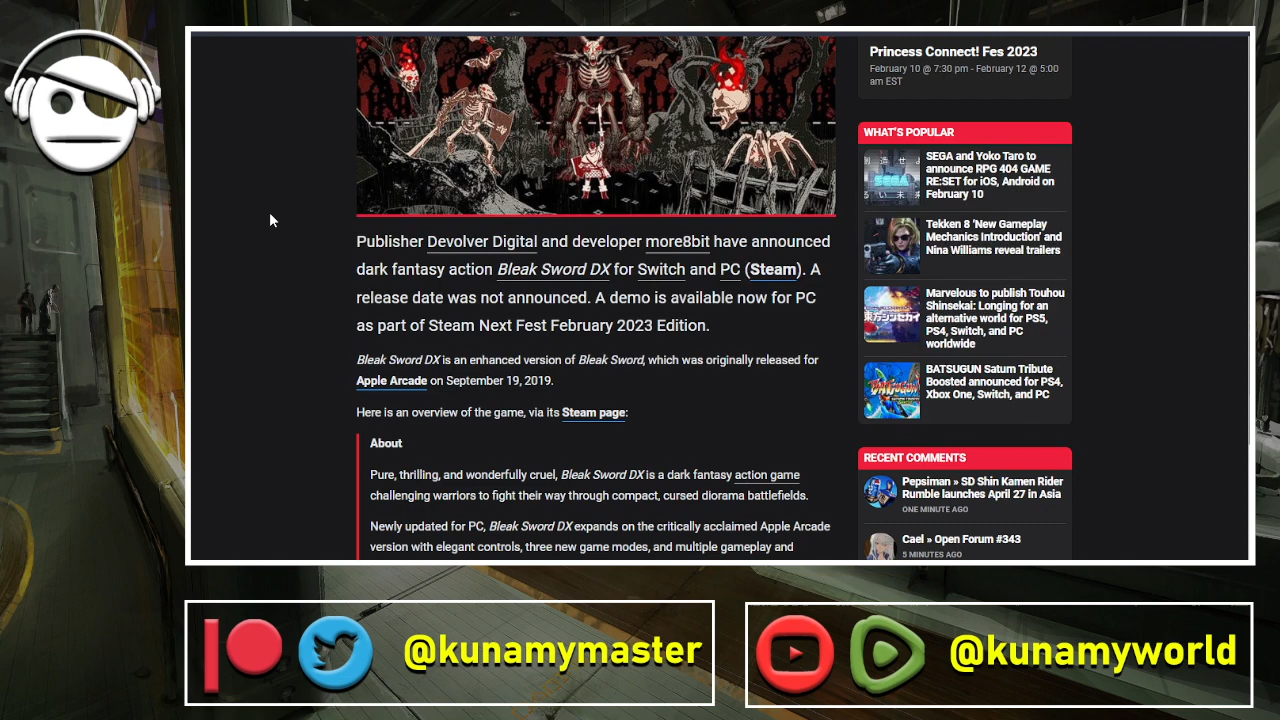 Publisher Devolver Digital and developer more8bit have announced
dark fantasy action Bleak Sword DX for Switch and PC (Steam). A
release date was not announced. A demo is available now for PC
as part of Steam Next Fest February 2023 Edition.
Bleak Sword DX is an enhanced version of Bleak Sword, which was originally released for
Apple Arcade on September 19, 2019.
Here is an overview of the game, via its Steam page:
About
Pure, thrilling, and wonderfully cruel, Bleak Sword DX is a dark fantasy action game
challenging warriors to fight their way through compact, cursed diorama battlefields.
Newly updated for PC, Bleak Sword DX expands on the critically acclaimed Apple Arcade
version with elegant controls, three new game modes, and multiple gameplay and
Princess Connect! Fes 2023
February 10 @ 7:30 pm - February 12 @ 5:00
am EST
WHAT'S POPULAR
SEGA
SEGA and Yoko Taro to
announce RPG 404 GAME
RE:SET for iOS, Android on
February 10
Tekken 8 'New Gameplay
Mechanics Introduction' and
Nina Williams reveal trailers
Marvelous to publish Touhou
Shinsekai: Longing for an
alternative world for PS5,
PS4, Switch, and PC
worldwide
BATSUGUN Saturn Tribute
Boosted announced for PS4,
Xbox One, Switch, and PC
RECENT COMMENTS
Pepsiman » SD Shin Kamen Rider
Rumble launches April 27 in Asia
ONE MINUTE AGO
Cael » Open Forum #343
5 MINUTES AGO
@kunamymaster
@kunamyworld